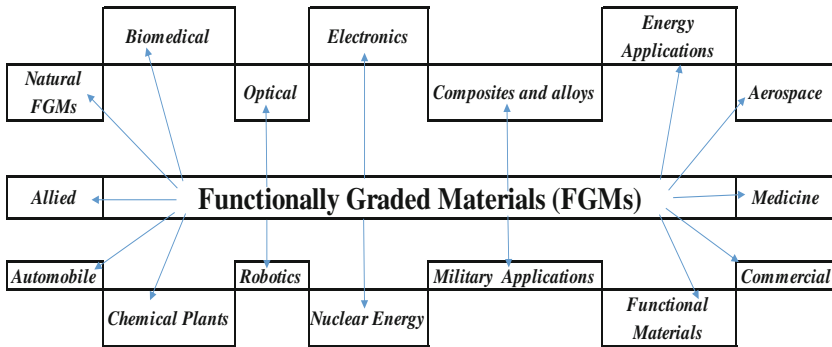 Biomedical
Electronics
Energy
Applications
Natural
FGMs
Optical
Composites and alloys
Aerospace
Allied
Functionally Graded Materials (FGMs)
Medicine
Automobile
Robotics
Military Applications
Commercial
Chemical Plants
Nuclear Energy
Functional
Materials